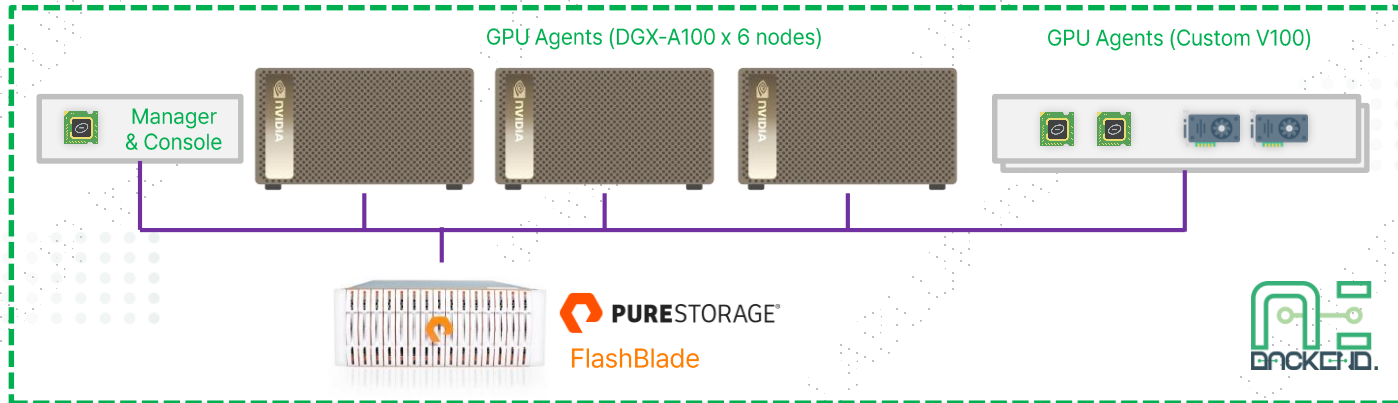 GPU Agents (DGX-A100 x 6 nodes)
GPU Agents (Custom V100)
Manager
& Console
NVIDIA
NVIDIA
NVIDIA
PURESTORAGE®
FlashBlade
BACKEND.